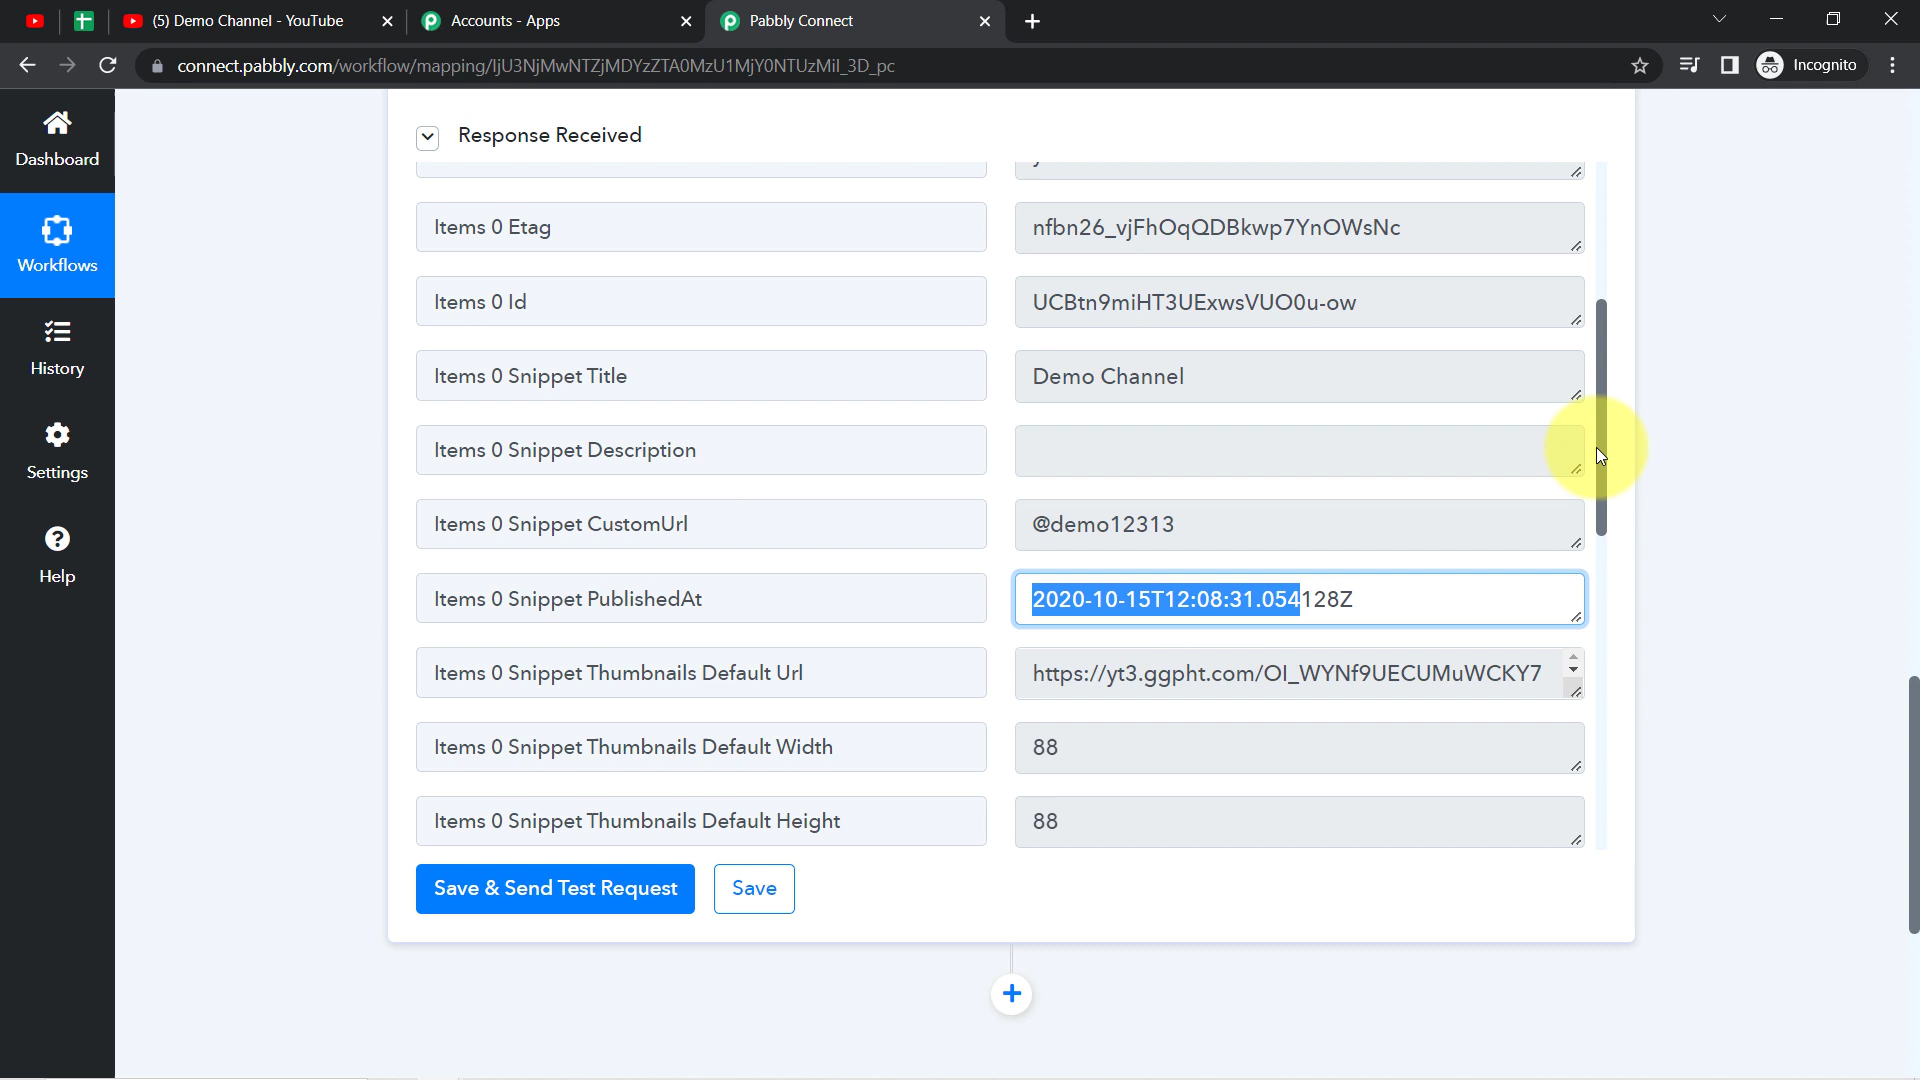 (5) Demo Channel - YouTube
Accounts - Apps
Pabbly Connect
connect.pabbly.com/workflow/mapping/IjU3NjMwNTZjMDYzZTA0MzU1MjY0NTUzMiI_3D_pc
Incognito
Dashboard
Workflows
History
Settings
Help
Response Received
Items 0 Etag
nfbn26_vjFhOqQDBkwp7YnOWsNc
Items 0 Id
UCBtn9miHT3UExwsVUO0u-ow
Items 0 Snippet Title
Demo Channel
Items 0 Snippet Description
Items 0 Snippet CustomUrl
@demo12313
Items 0 Snippet PublishedAt
2020-10-15T12:08:31.054128Z
Items 0 Snippet Thumbnails Default Url
https://yt3.ggpht.com/OI_WYNf9UECUMuWCKY7
Items 0 Snippet Thumbnails Default Width
88
Items 0 Snippet Thumbnails Default Height
88
Save & Send Test Request
Save